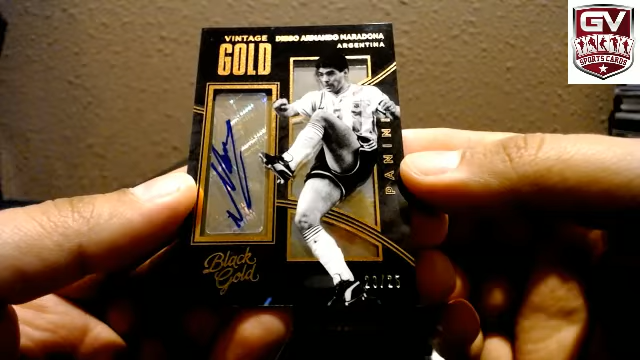 VINTAGE
GOLD
DIEGO ARMANDO MARADONA
ARGENTINA
PANINI
Black
Gold
GV
SPORTS CARDS